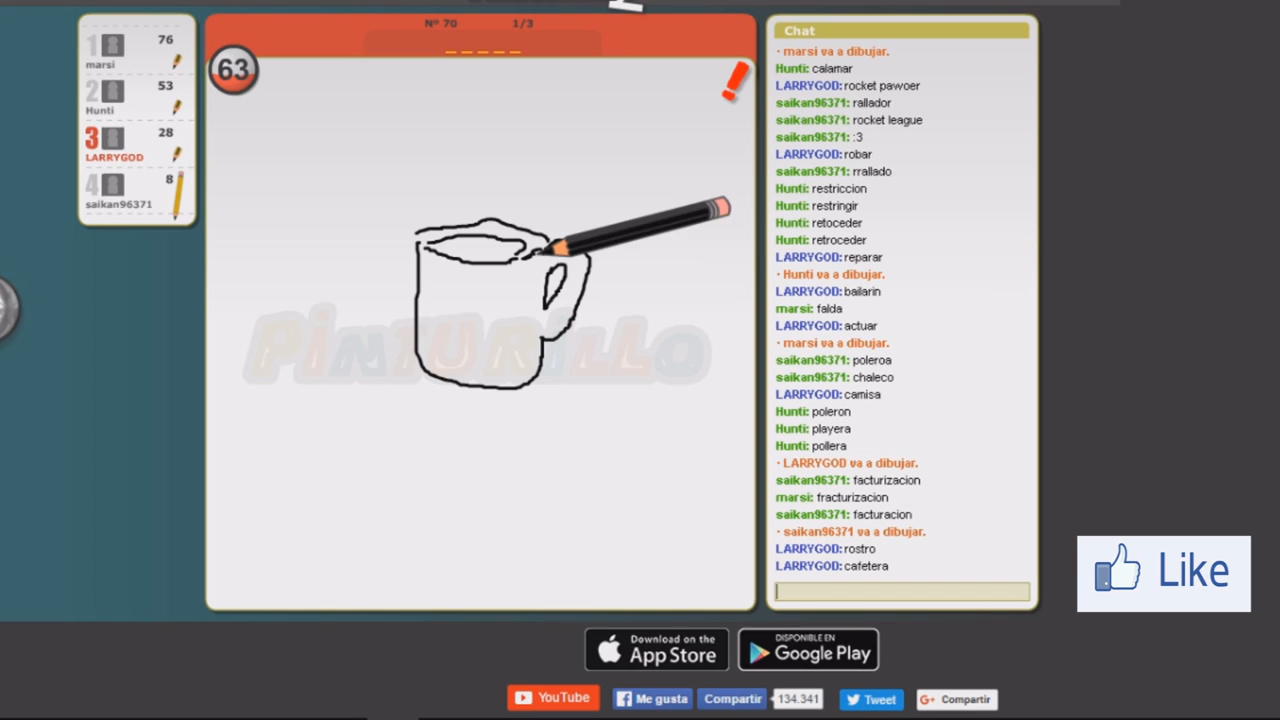 1 76
marsi
2 53
Hunti
3 28
LARRYGOD
4 8
saikan96371
Nº 70 1/3
_ _ _ _ _
63
!
PINTURILLO
Chat
· marsi va a dibujar.
Hunti: calamar
LARRYGOD: rocket pawoer
saikan96371: rallador
saikan96371: rocket league
saikan96371: :3
LARRYGOD: robar
saikan96371: rrallado
Hunti: restriccion
Hunti: restringir
Hunti: retoceder
Hunti: retroceder
LARRYGOD: reparar
· Hunti va a dibujar.
LARRYGOD: bailarin
marsi: falda
LARRYGOD: actuar
· marsi va a dibujar.
saikan96371: poleroa
saikan96371: chaleco
LARRYGOD: camisa
Hunti: poleron
Hunti: playera
Hunti: pollera
· LARRYGOD va a dibujar.
saikan96371: facturizacion
marsi: fracturizacion
saikan96371: facturacion
· saikan96371 va a dibujar.
LARRYGOD: rostro
LARRYGOD: cafetera
Like
Download on the
App Store
DISPONIBLE EN
Google Play
YouTube
Me gusta
Compartir
134.341
Tweet
G+ Compartir